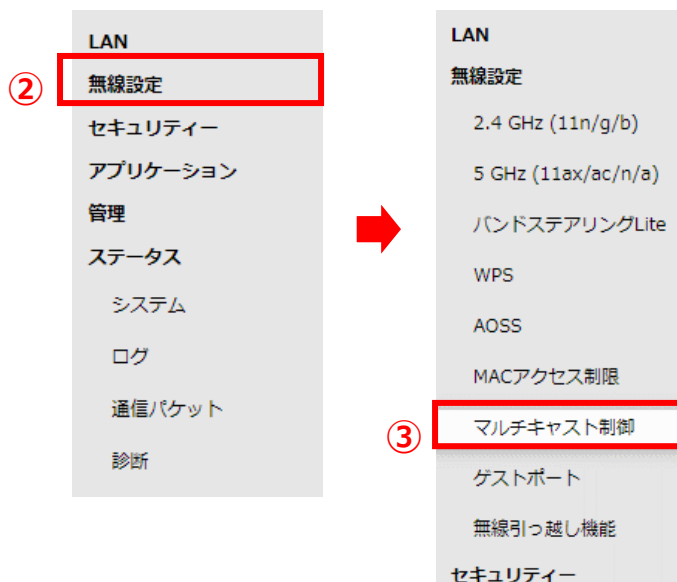 LAN
②
無線設定
セキュリティー
アプリケーション
管理
ステータス
システム
ログ
通信パケット
診断
LAN
無線設定
2.4 GHz (11n/g/b)
5 GHz (11ax/ac/n/a)
バンドステアリングLite
WPS
AOSS
MACアクセス制限
③
マルチキャスト制御
ゲストポート
無線引っ越し機能
セキュリティー